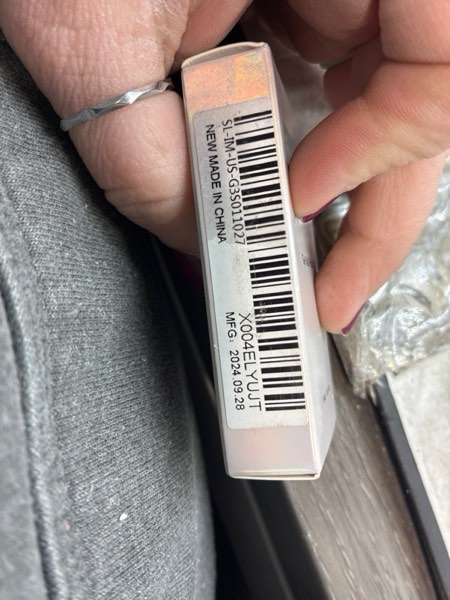 X004ELYUJT
MFG: 2024.09.28
SL-IM-US-G3S011027
NEW MADE IN CHINA